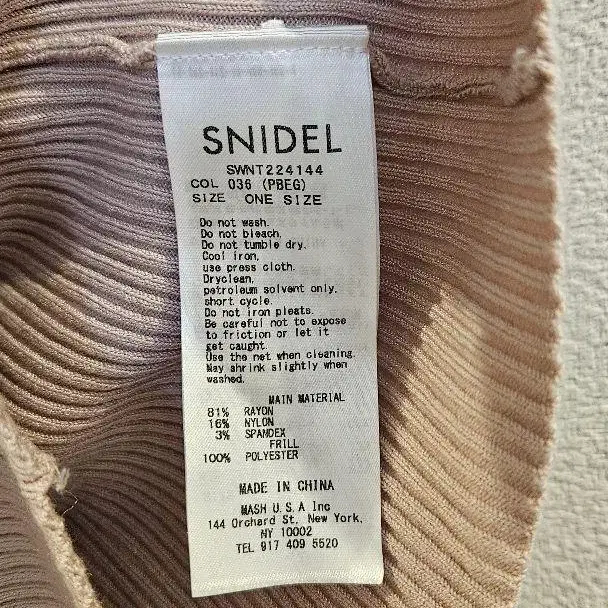 SNIDEL
SWNT224144
COL 036 (PBEG)
SIZE ONE SIZE
Do not wash.
Do not bleach.
Do not tumble dry.
Cool iron,
use press cloth.
Dryclean,
petroleum solvent only,
short cycle.
Do not iron pleats.
Be careful not to expose
to friction or let it
get caught.
Use the net when cleaning.
May shrink slightly when
washed.
MAIN MATERIAL
81% RAYON
16% NYLON
3% SPANDEX
FRILL
100% POLYESTER
MADE IN CHINA
MASH U.S.A Inc
144 Orchard St. New York,
NY 10002
TEL 917 409 5520